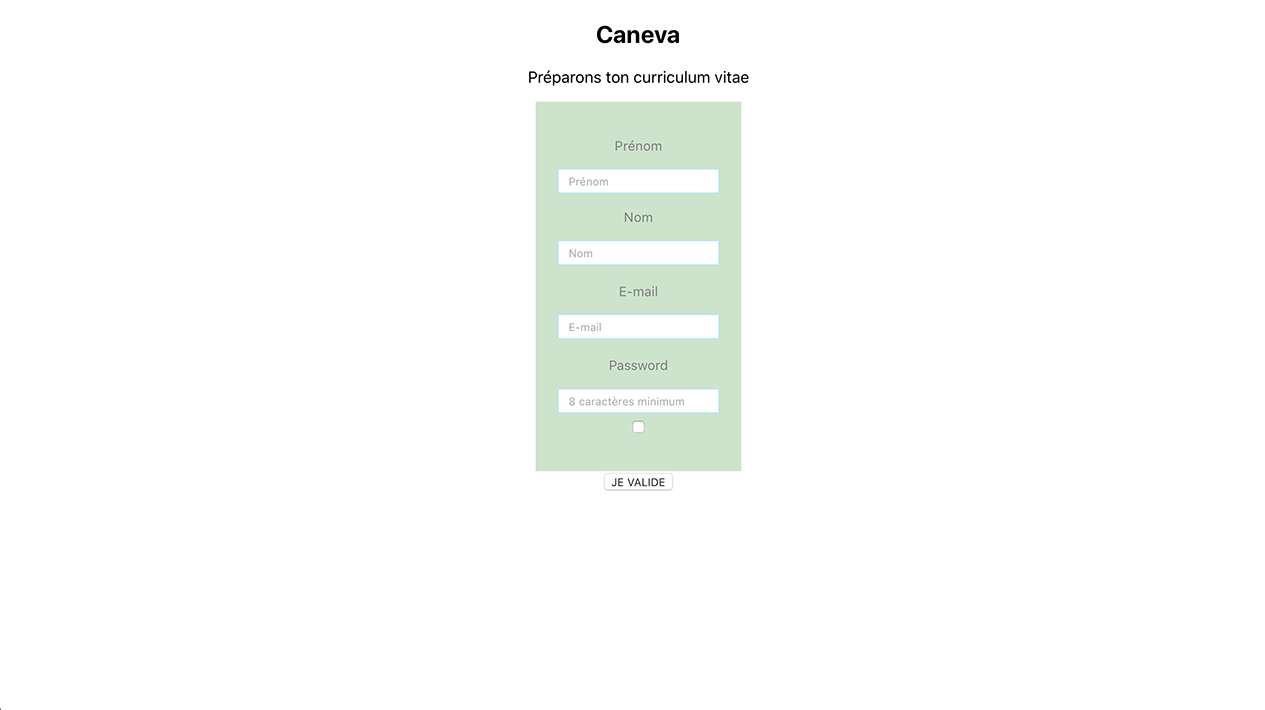 Caneva
Préparons ton curriculum vitae
Prénom
Prénom
Nom
Nom
E-mail
E-mail
Password
8 caractères minimum
JE VALIDE